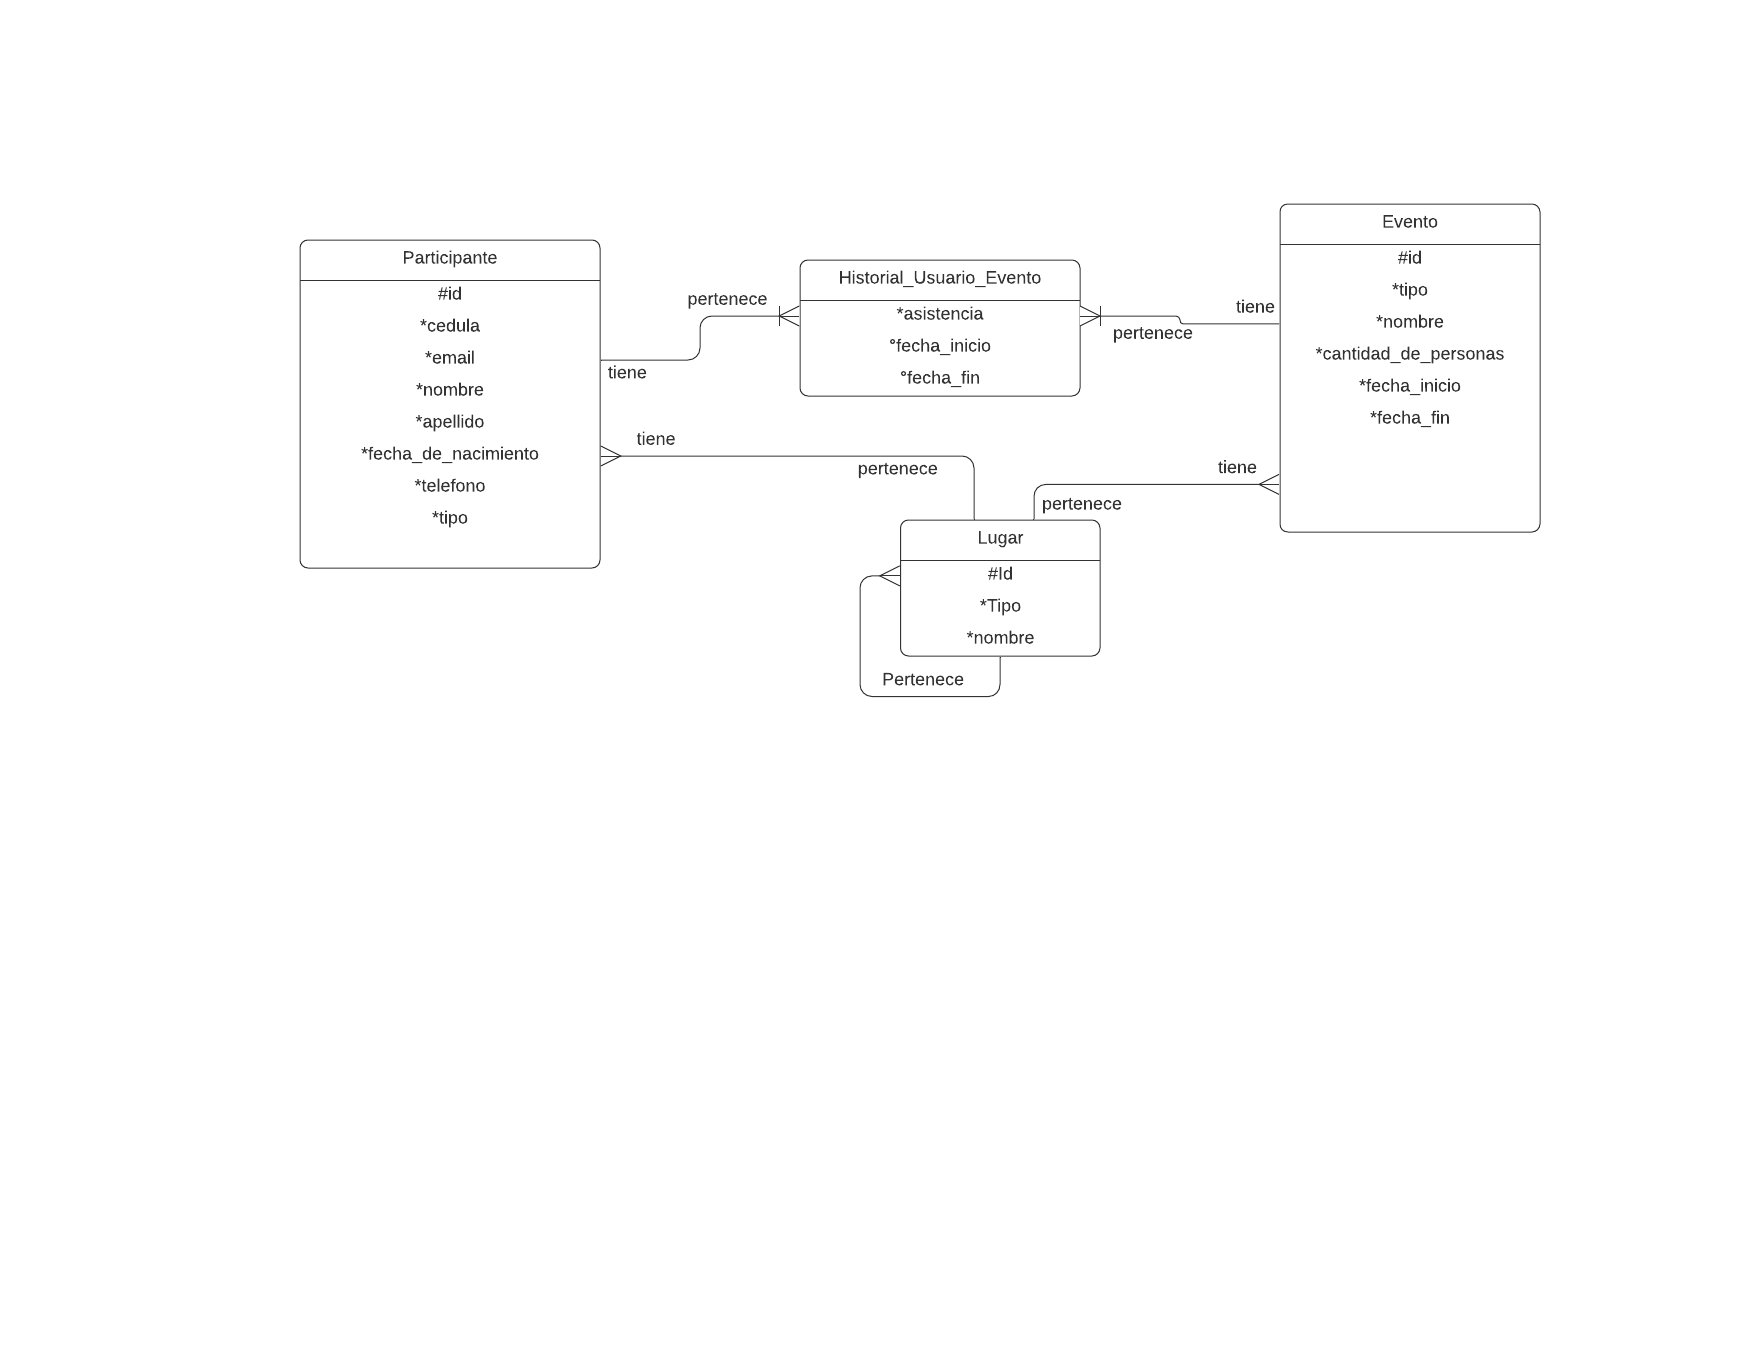 Participante
#id
*cedula
*email
*nombre
*apellido
*fecha_de_nacimiento
*telefono
*tipo
pertenece
tiene
Historial_Usuario_Evento
*asistencia
°fecha_inicio
°fecha_fin
tiene
pertenece
Evento
#id
*tipo
*nombre
*cantidad_de_personas
*fecha_inicio
*fecha_fin
tiene
pertenece
tiene
pertenece
Lugar
#Id
*Tipo
*nombre
Pertenece